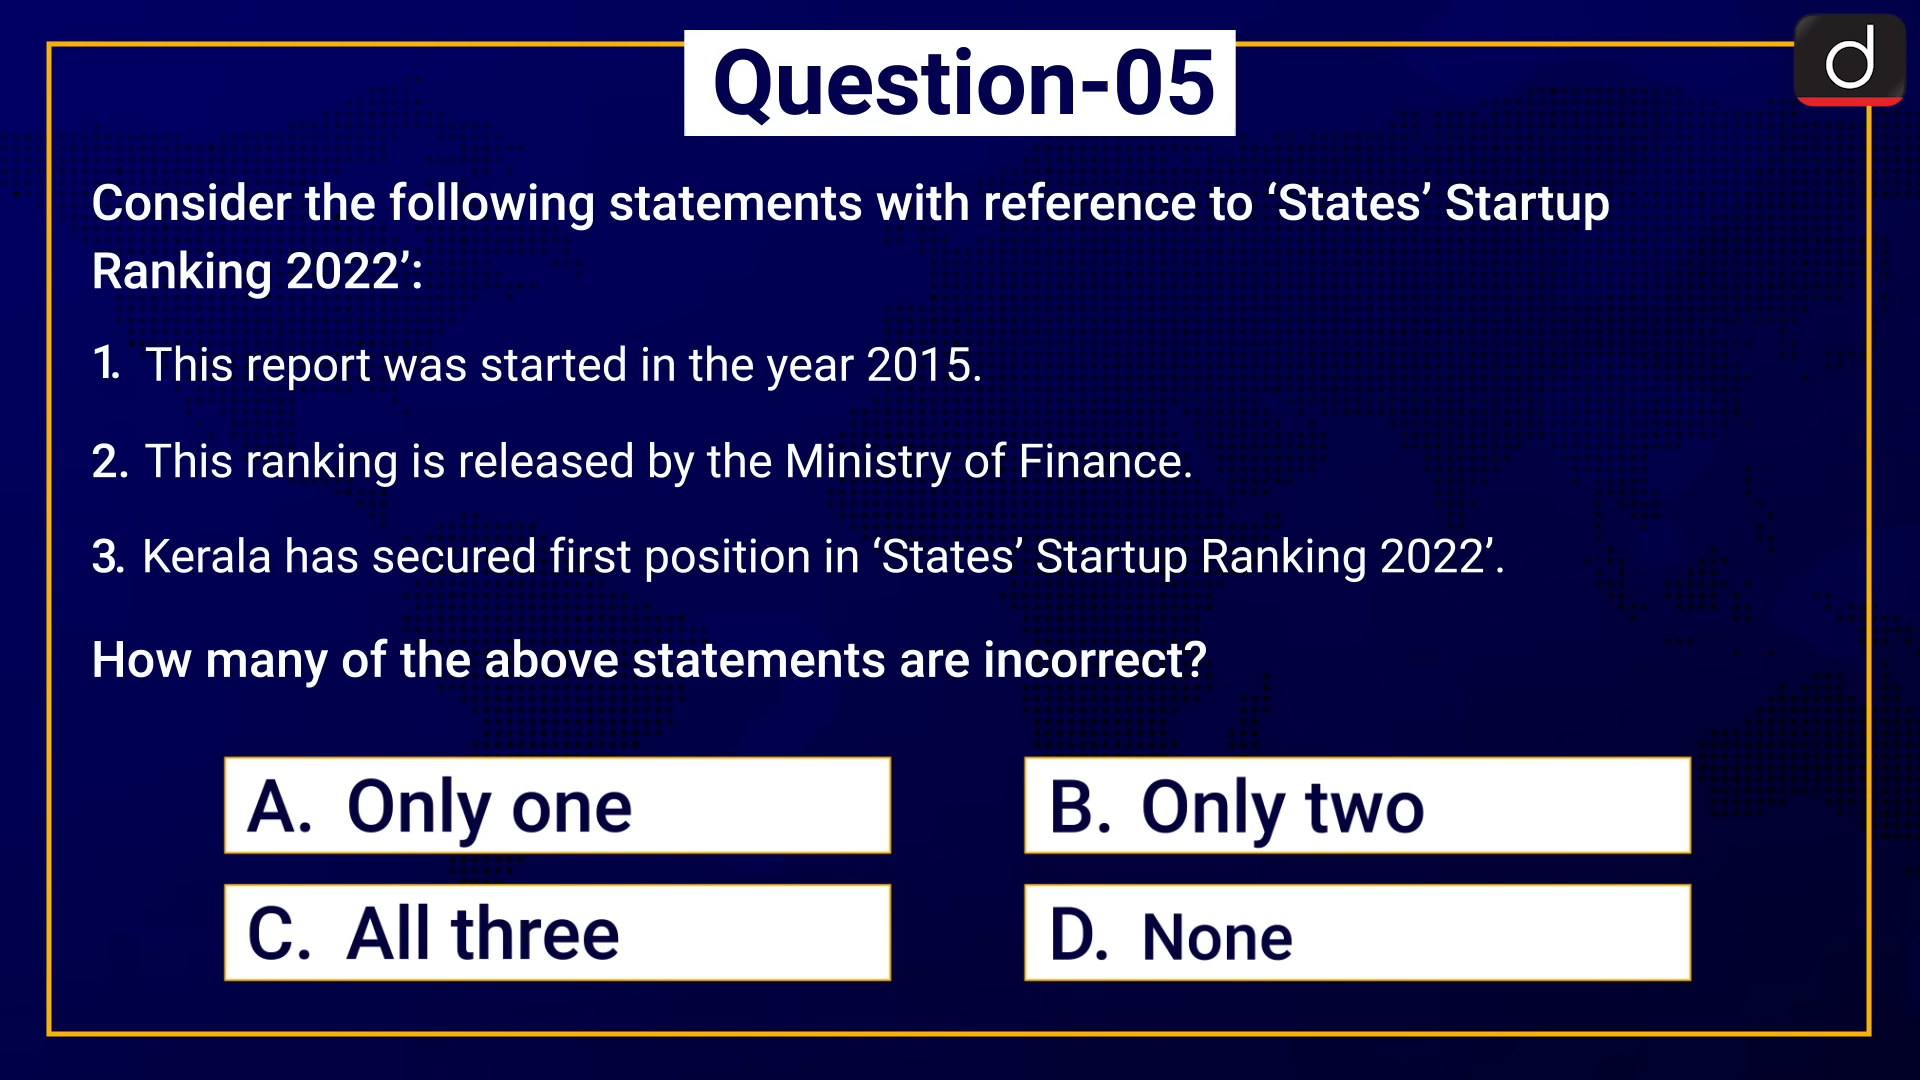 Question-05
d
Consider the following statements with reference to ‘States’ Startup
Ranking 2022’:
1. This report was started in the year 2015.
2. This ranking is released by the Ministry of Finance.
3. Kerala has secured first position in ‘States’ Startup Ranking 2022’.
How many of the above statements are incorrect?
A. Only one
B. Only two
C. All three
D. None